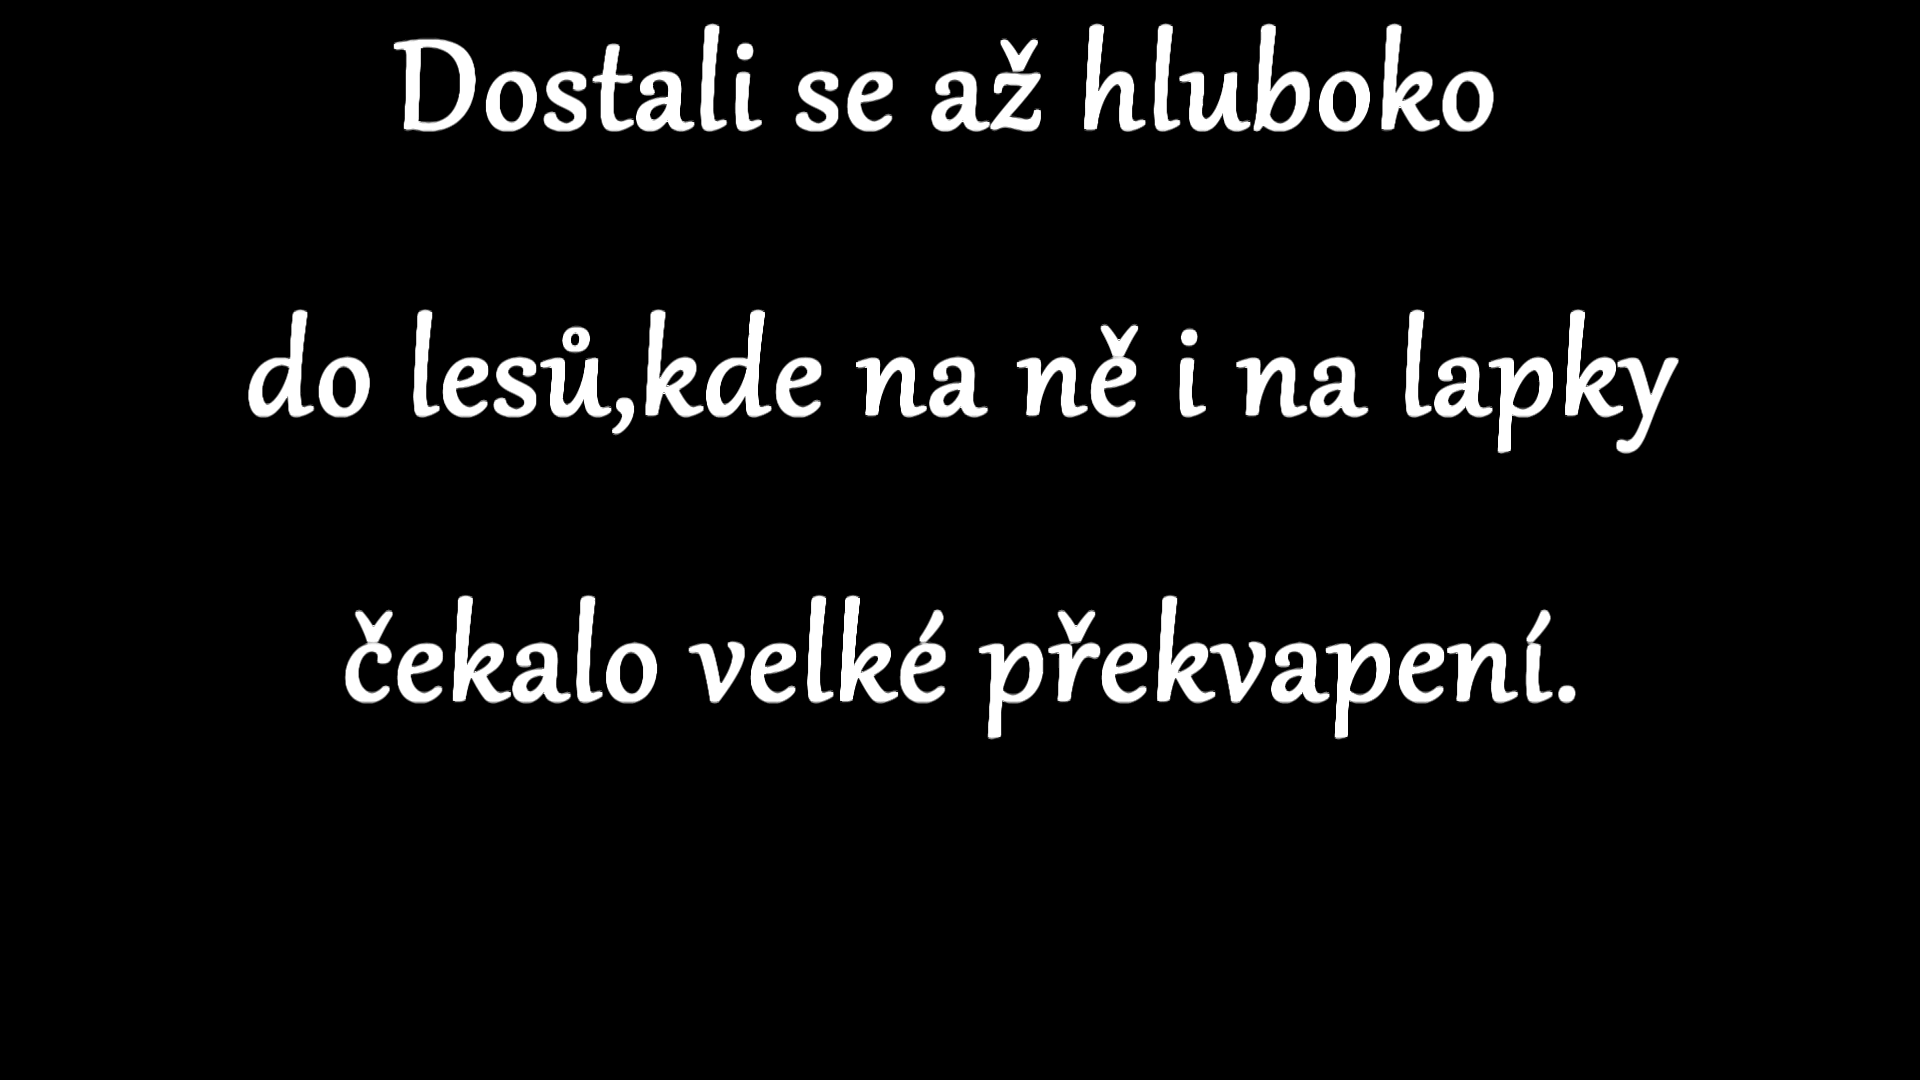 Dostali se až hluboko
do lesů,kde na ně i na lapky
čekalo velké překvapení.